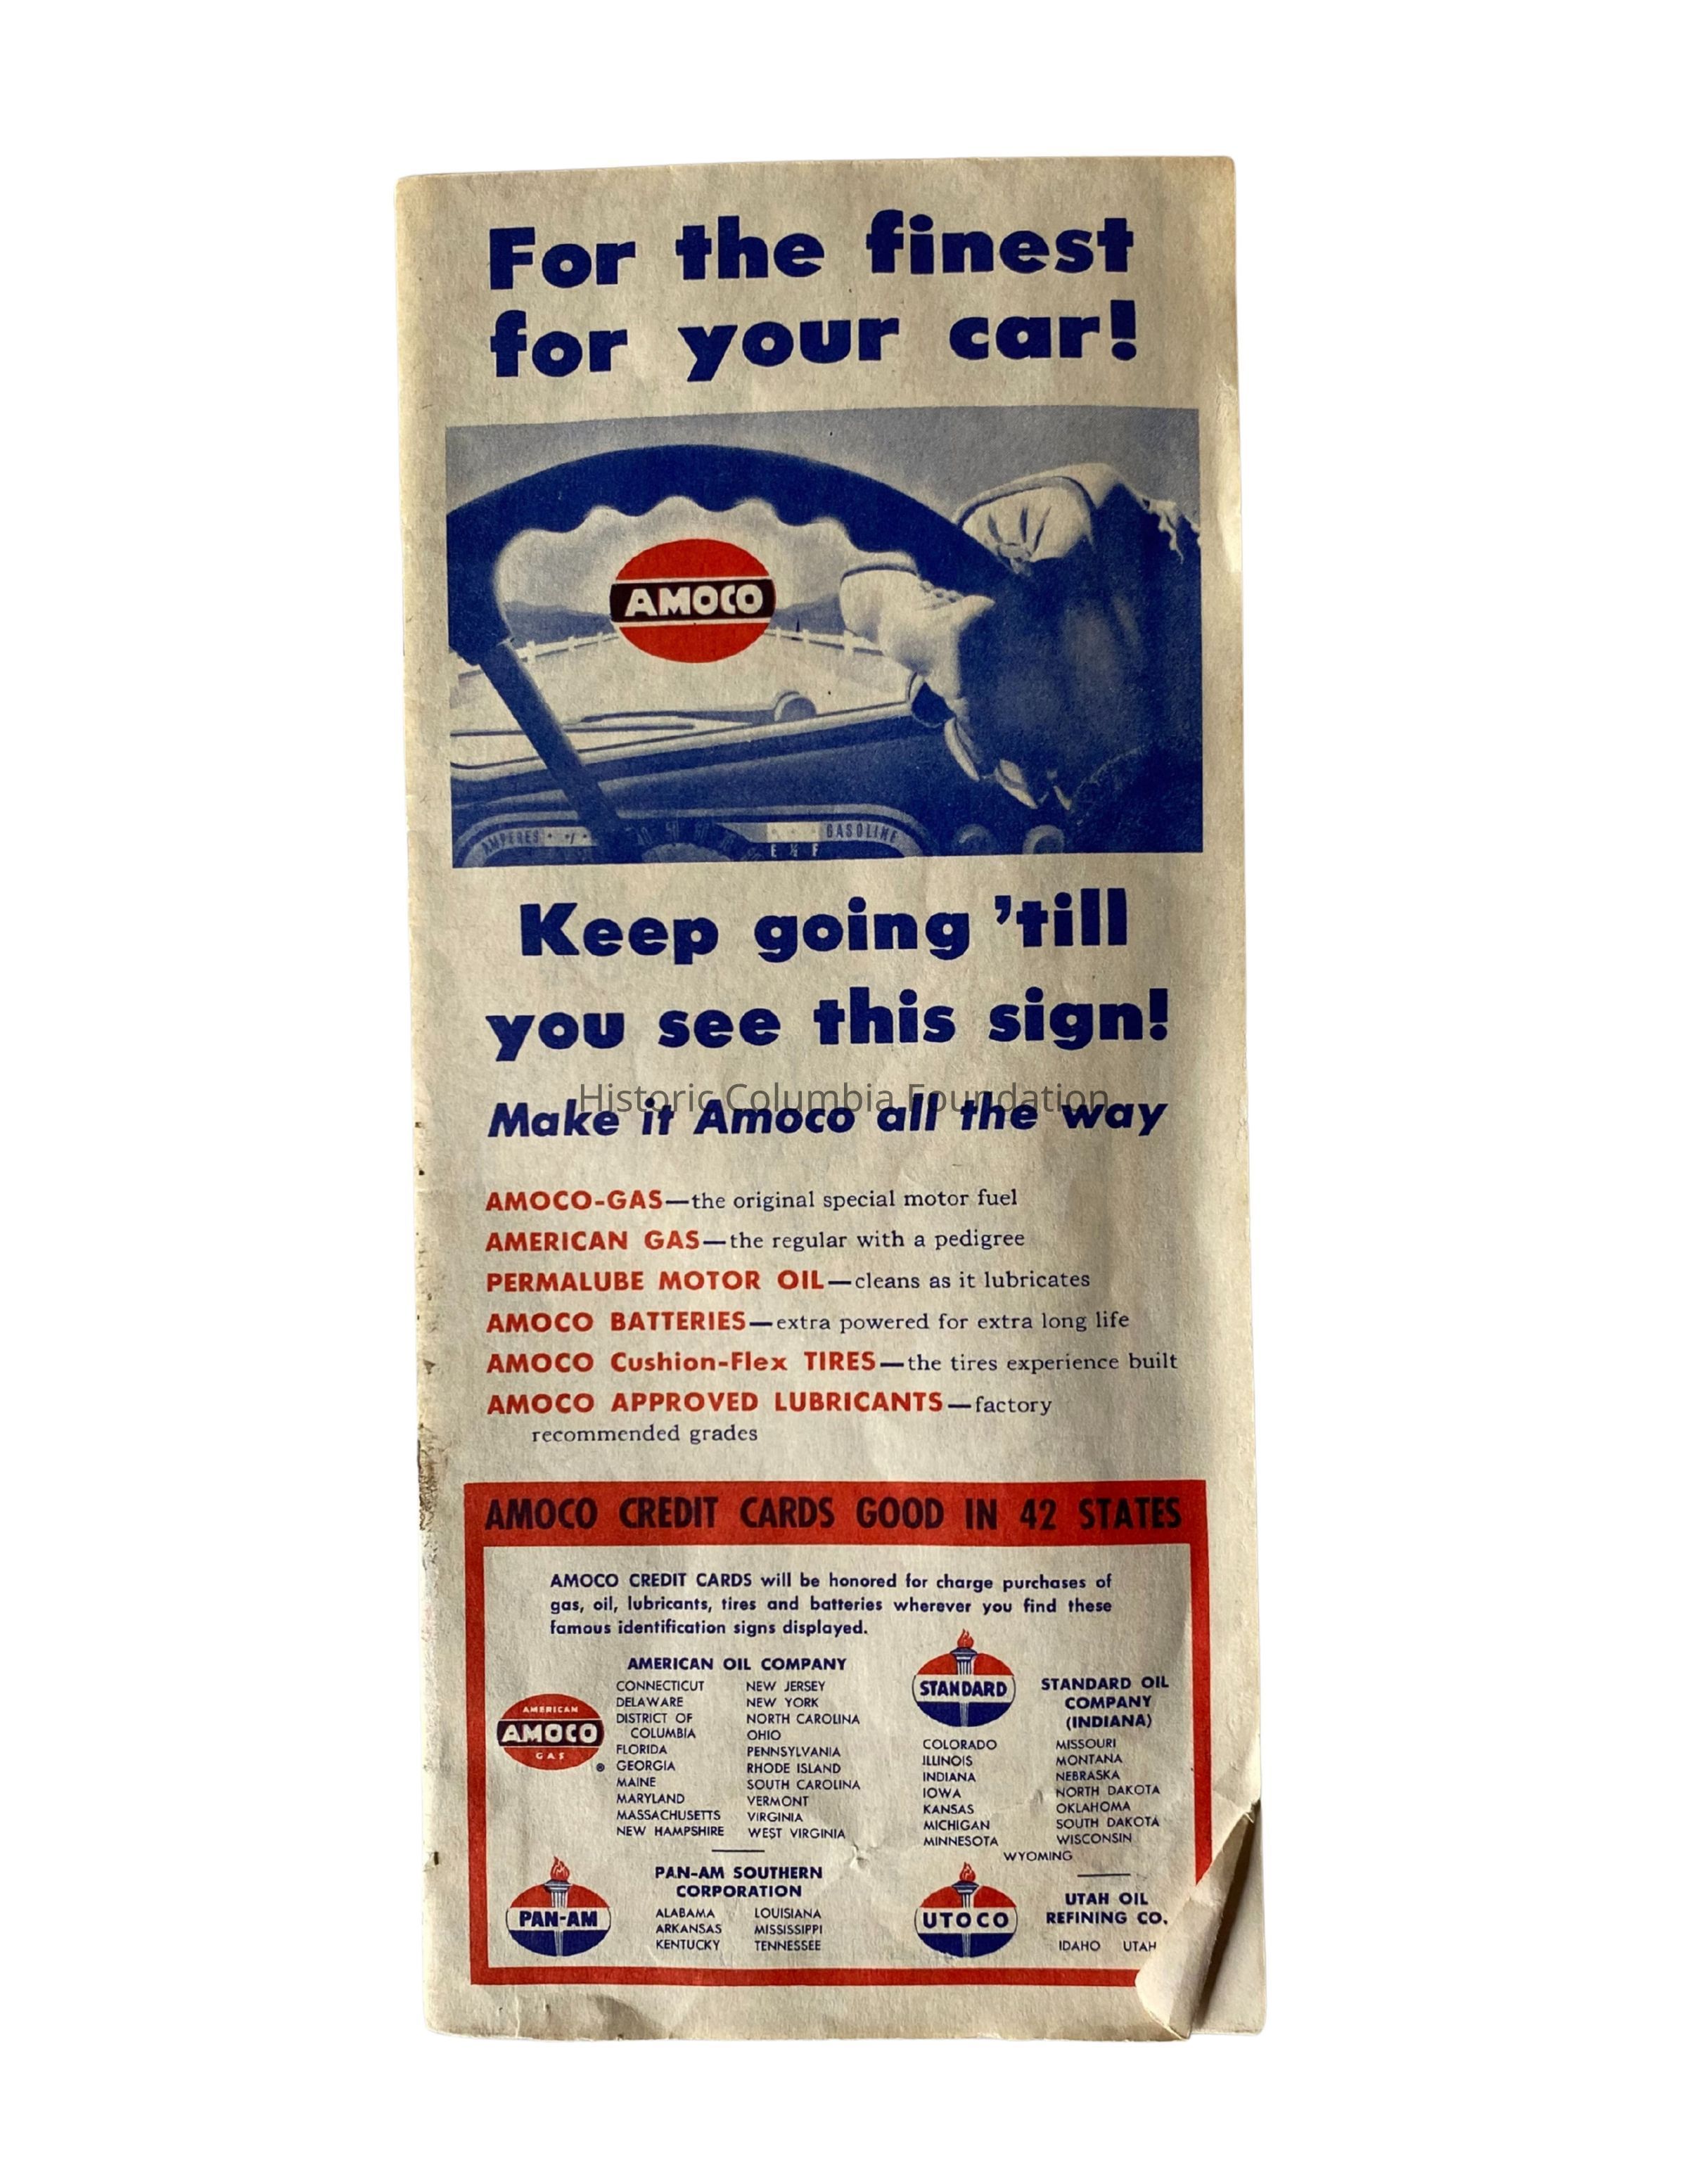 For the finest
for your car!
AMOCO
AMPERES
GASOLINE
E ½ F
Keep going 'till
you see this sign!
Historic Columbia Foundation
Make it Amoco all the way
AMOCO-GAS—the original special motor fuel
AMERICAN GAS—the regular with a pedigree
PERMALUBE MOTOR OIL—cleans as it lubricates
AMOCO BATTERIES—extra powered for extra long life
AMOCO Cushion-Flex TIRES—the tires experience built
AMOCO APPROVED LUBRICANTS—factory
recommended grades
AMOCO CREDIT CARDS GOOD IN 42 STATES
AMOCO CREDIT CARDS will be honored for charge purchases of
gas, oil, lubricants, tires and batteries wherever you find these
famous identification signs displayed.
AMERICAN
AMOCO
GAS
®
AMERICAN OIL COMPANY
CONNECTICUT
DELAWARE
DISTRICT OF
COLUMBIA
FLORIDA
GEORGIA
MAINE
MARYLAND
MASSACHUSETTS
NEW HAMPSHIRE
NEW JERSEY
NEW YORK
NORTH CAROLINA
OHIO
PENNSYLVANIA
RHODE ISLAND
SOUTH CAROLINA
VERMONT
VIRGINIA
WEST VIRGINIA
STANDARD
STANDARD OIL
COMPANY
(INDIANA)
COLORADO
ILLINOIS
INDIANA
IOWA
KANSAS
MICHIGAN
MINNESOTA
MISSOURI
MONTANA
NEBRASKA
NORTH DAKOTA
OKLAHOMA
SOUTH DAKOTA
WISCONSIN
WYOMING
PAN-AM
PAN-AM SOUTHERN
CORPORATION
ALABAMA
ARKANSAS
KENTUCKY
LOUISIANA
MISSISSIPPI
TENNESSEE
UTOCO
UTAH OIL
REFINING CO.
IDAHO UTAH